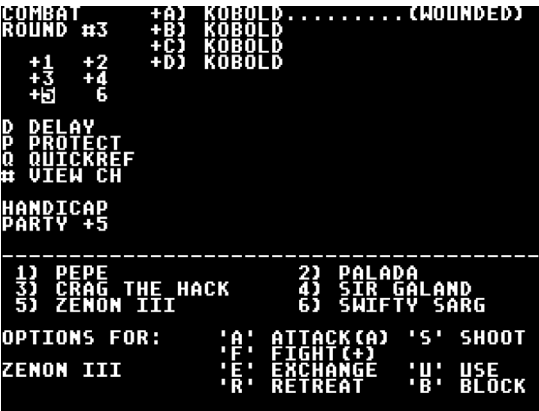 COMBAT +A) KOBOLD.........(WOUNDED)
ROUND #3 +B) KOBOLD
+C) KOBOLD
+1 +2 +D) KOBOLD
+3 +4
+5 6
D DELAY
P PROTECT
Q QUICKREF
# VIEW CH
HANDICAP
PARTY +5
----------------------------------------
1) PEPE 2) PALADA
3) CRAG THE HACK 4) SIR GALAND
5) ZENON III 6) SWIFTY SARG
OPTIONS FOR: 'A' ATTACK(A) 'S' SHOOT
'F' FIGHT(+)
ZENON III 'E' EXCHANGE 'U' USE
'R' RETREAT 'B' BLOCK